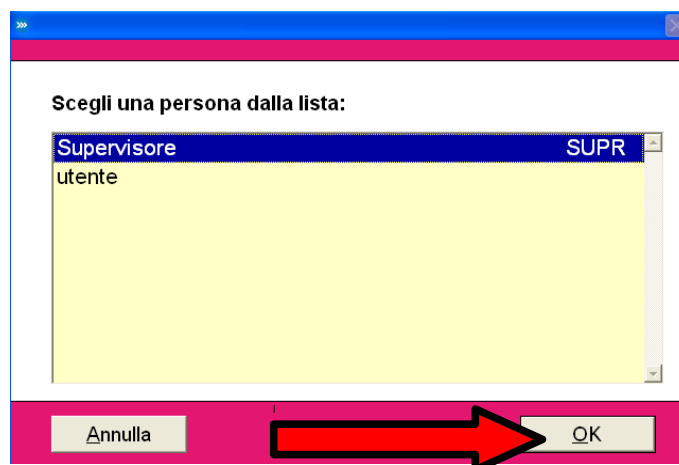 Scegli una persona dalla lista:
Supervisore SUPR
utente
Annulla OK